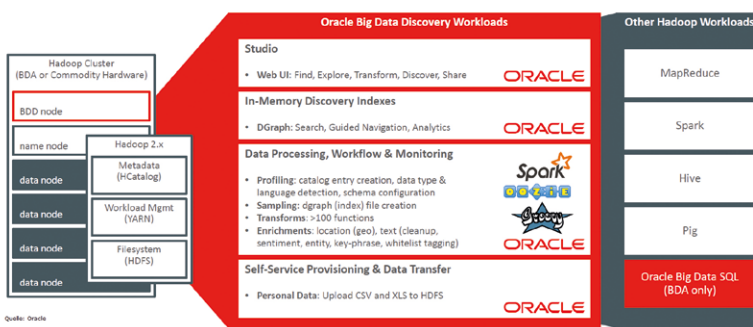 Hadoop Cluster
(BDA or Commodity Hardware)
BDD node
name node
data node
data node
data node
data node
Hadoop 2.x
Metadata
(HCatalog)
Workload Mgmt
(YARN)
Filesystem
(HDFS)
Quelle: Oracle
Oracle Big Data Discovery Workloads
Studio
• Web UI: Find, Explore, Transform, Discover, Share
ORACLE
In-Memory Discovery Indexes
• DGraph: Search, Guided Navigation, Analytics
ORACLE
Data Processing, Workflow & Monitoring
• Profiling: catalog entry creation, data type &
language detection, schema configuration
• Sampling: dgraph (index) file creation
• Transforms: >100 functions
• Enrichments: location (geo), text (cleanup,
sentiment, entity, key-phrase, whitelist tagging)
Spark
OOZIE
Groovy
ORACLE
Self-Service Provisioning & Data Transfer
• Personal Data: Upload CSV and XLS to HDFS
ORACLE
Other Hadoop Workloads
MapReduce
Spark
Hive
Pig
Oracle Big Data SQL
(BDA only)